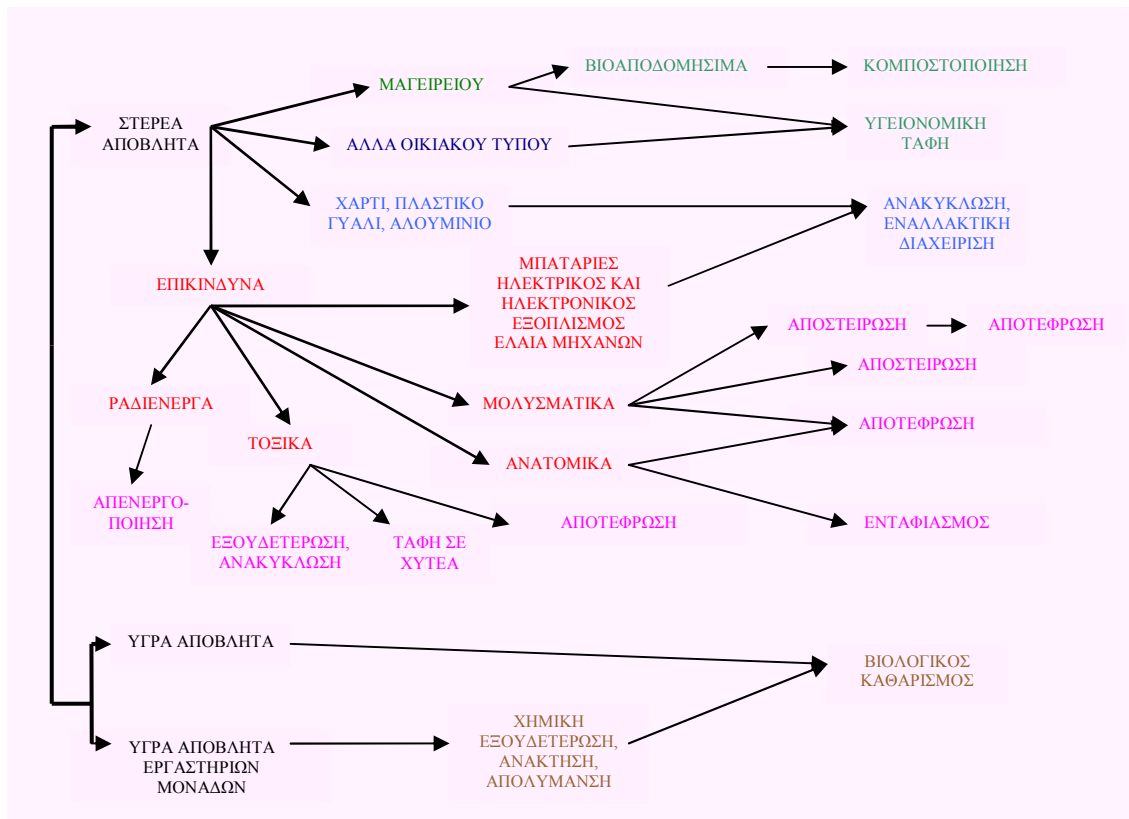 ΜΑΓΕΙΡΕΙΟΥ
ΒΙΟΑΠΟΔΟΜΗΣΙΜΑ
ΚΟΜΠΟΣΤΟΠΟΙΗΣΗ
ΣΤΕΡΕΑ
ΑΠΟΒΛΗΤΑ
ΑΛΛΑ ΟΙΚΙΑΚΟΥ ΤΥΠΟΥ
ΥΓΕΙΟΝΟΜΙΚΗ
ΤΑΦΗ
ΧΑΡΤΙ, ΠΛΑΣΤΙΚΟ
ΓΥΑΛΙ, ΑΛΟΥΜΙΝΙΟ
ΑΝΑΚΥΚΛΩΣΗ,
ΕΝΑΛΛΑΚΤΙΚΗ
ΔΙΑΧΕΙΡΙΣΗ
ΕΠΙΚΙΝΔΥΝΑ
ΜΠΑΤΑΡΙΕΣ
ΗΛΕΚΤΡΙΚΟΣ ΚΑΙ
ΗΛΕΚΤΡΟΝΙΚΟΣ
ΕΞΟΠΛΙΣΜΟΣ
ΕΛΑΙΑ ΜΗΧΑΝΩΝ
ΑΠΟΣΤΕΙΡΩΣΗ
ΑΠΟΤΕΦΡΩΣΗ
ΑΠΟΣΤΕΙΡΩΣΗ
ΡΑΔΙΕΝΕΡΓΑ
ΜΟΛΥΣΜΑΤΙΚΑ
ΑΠΟΤΕΦΡΩΣΗ
ΤΟΞΙΚΑ
ΑΝΑΤΟΜΙΚΑ
ΑΠΕΝΕΡΓΟ-
ΠΟΙΗΣΗ
ΕΞΟΥΔΕΤΕΡΩΣΗ,
ΑΝΑΚΥΚΛΩΣΗ
ΤΑΦΗ ΣΕ
ΧΥΤΕΑ
ΑΠΟΤΕΦΡΩΣΗ
ΕΝΤΑΦΙΑΣΜΟΣ
ΥΓΡΑ ΑΠΟΒΛΗΤΑ
ΒΙΟΛΟΓΙΚΟΣ
ΚΑΘΑΡΙΣΜΟΣ
ΥΓΡΑ ΑΠΟΒΛΗΤΑ
ΕΡΓΑΣΤΗΡΙΩΝ
ΜΟΝΑΔΩΝ
ΧΗΜΙΚΗ
ΕΞΟΥΔΕΤΕΡΩΣΗ,
ΑΝΑΚΤΗΣΗ,
ΑΠΟΛΥΜΑΝΣΗ